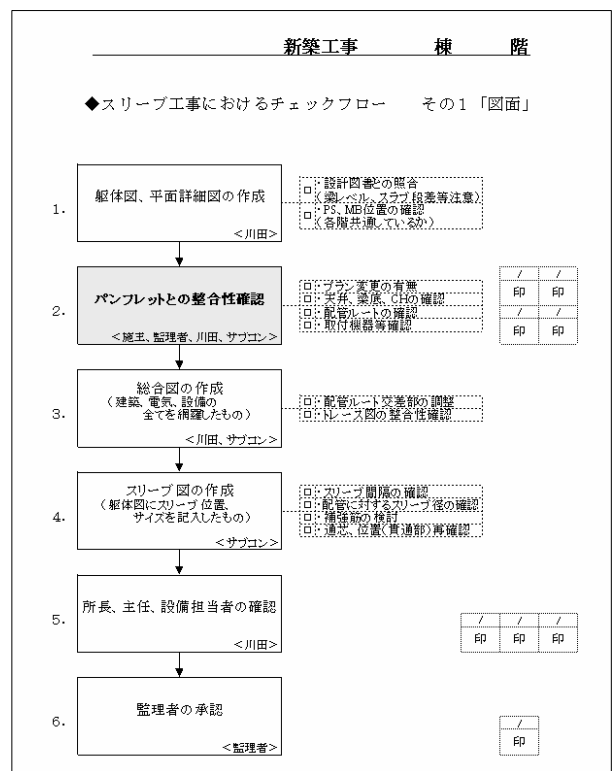 新築工事　棟　階
◆スリーブ工事におけるチェックフロー　その1「図面」
1.
躯体図、平面詳細図の作成
<川田>
□・設計図書との照合
(梁レベル、スラブ段差等注意)
□・PS、MB位置の確認
(各階共通しているか)
2.
パンフレットとの整合性確認
<施主、監理者、川田、サブコン>
□・プラン変更の有無
□・天井、梁底、CHの確認
□・配管ルートの確認
□・取付機器等確認
/ /
印 印
/ /
印 印
3.
総合図の作成
(建築、電気、設備の
全てを網羅したもの)
<川田、サブコン>
□・配管ルート交差部の調整
□・トレース図の整合性確認
4.
スリーブ図の作成
(躯体図にスリーブ位置、
サイズを記入したもの)
<サブコン>
□・スリーブ間隔の確認
□・配管に対するスリーブ径の確認
□・補強筋の検討
□・通芯、位置(貫通部)再確認
5.
所長、主任、設備担当者の確認
<川田>
/ / /
印 印 印
6.
監理者の承認
<監理者>
/
印